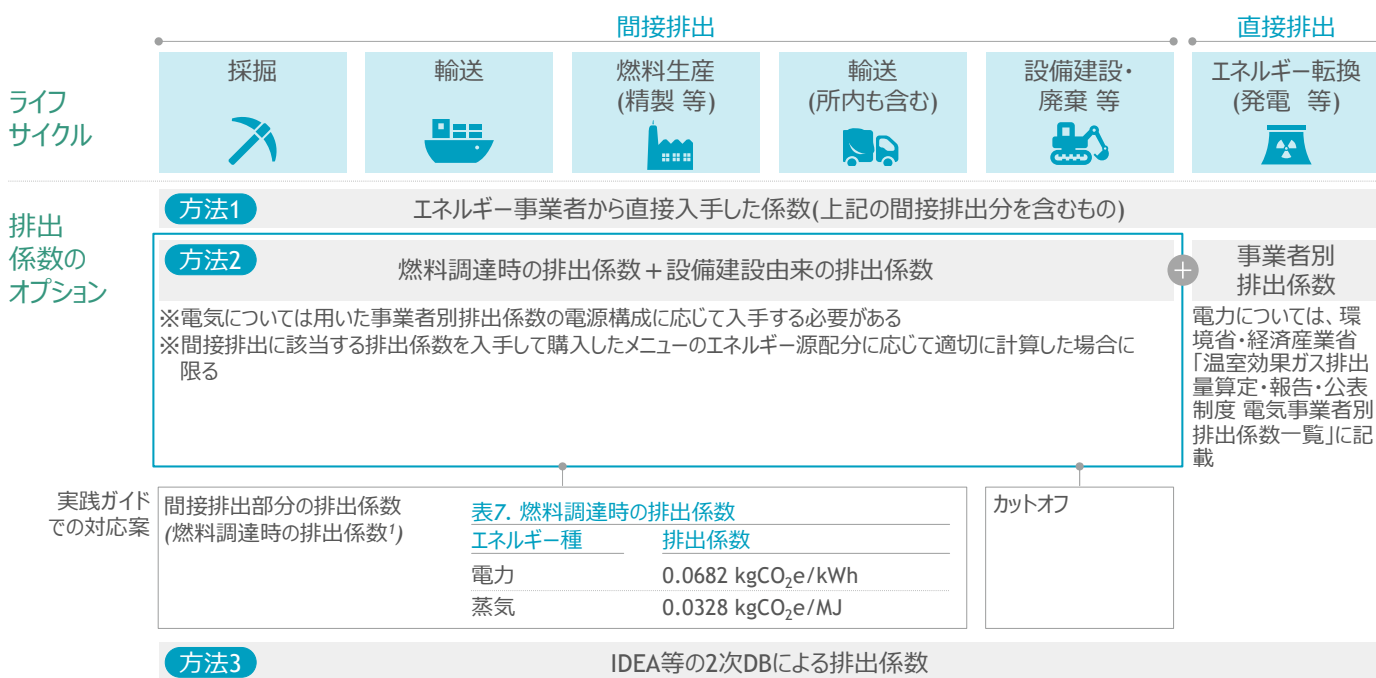 間接排出
直接排出
ライフ
サイクル
採掘
輸送
燃料生産
(精製 等)
輸送
(所内も含む)
設備建設・
廃棄 等
エネルギー転換
(発電 等)
排出
係数の
オプション
方法1
エネルギー事業者から直接入手した係数(上記の間接排出分を含むもの)
方法2
燃料調達時の排出係数＋設備建設由来の排出係数
+
事業者別
排出係数
※電気については用いた事業者別排出係数の電源構成に応じて入手する必要がある
※間接排出に該当する排出係数を入手して購入したメニューのエネルギー源配分に応じて適切に計算した場合に
限る
電力については、環
境省・経済産業省
「温室効果ガス排出
量算定・報告・公表
制度 電気事業者別
排出係数一覧」に記
載
実践ガイド
での対応案
間接排出部分の排出係数
(燃料調達時の排出係数¹)
表7. 燃料調達時の排出係数
エネルギー種 排出係数
電力 0.0682 kgCO₂e/kWh
蒸気 0.0328 kgCO₂e/MJ
カットオフ
方法3
IDEA等の2次DBによる排出係数